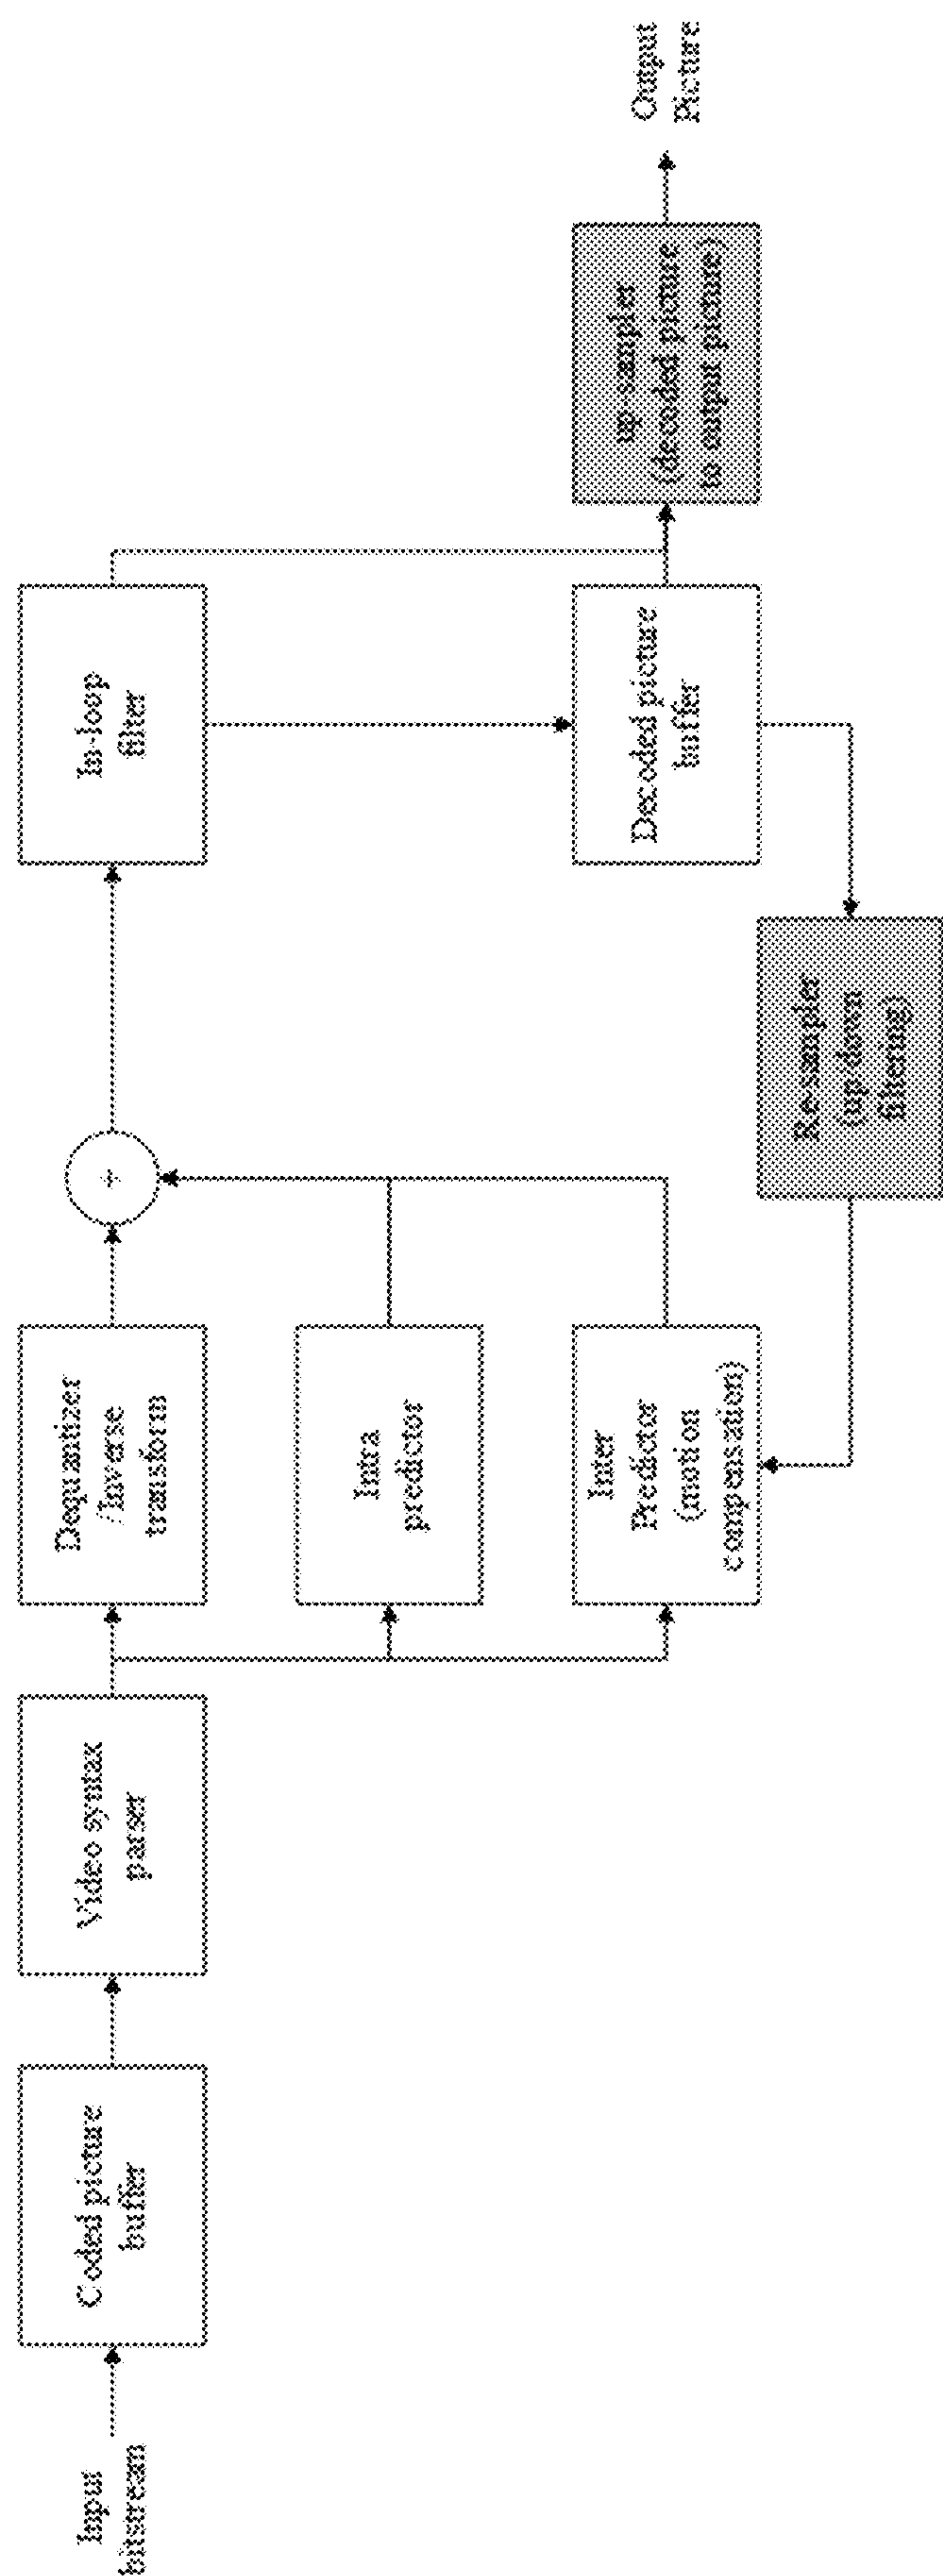 Input
bitstream
Coded picture
buffer
Video syntax
parser
Dequantizer
/Inverse
transform
+
In-loop
filter
Intra
predictor
Inter
Predictor
(motion
compensation)
Re-sampler
(up/down
filtering)
Decoded picture
buffer
up-sampler
(decoded picture
to output picture)
Output
Picture